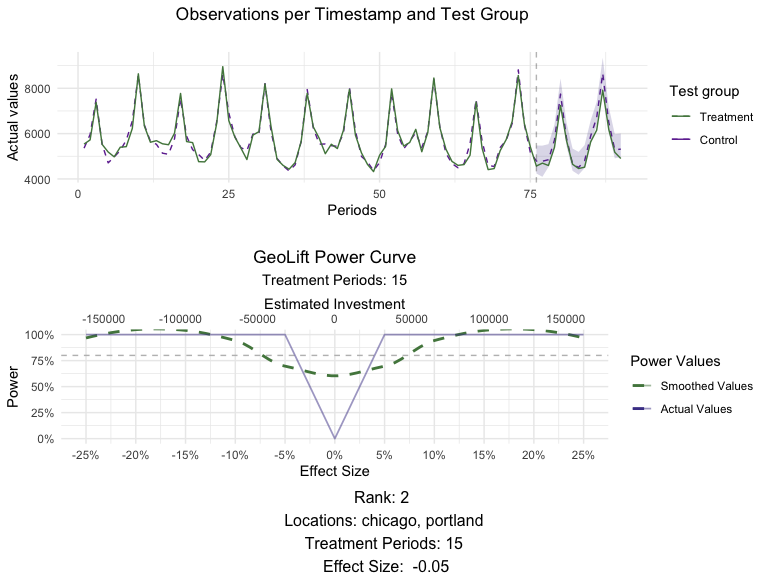 Observations per Timestamp and Test Group
Actual values
8000
6000
4000
0 25 50 75
Periods
Test group
Treatment
Control
GeoLift Power Curve
Treatment Periods: 15
Estimated Investment
-150000 -100000 -50000 0 50000 100000 150000
Power
100%
75%
50%
25%
0%
-25% -20% -15% -10% -5% 0% 5% 10% 15% 20% 25%
Effect Size
Power Values
Smoothed Values
Actual Values
Rank: 2
Locations: chicago, portland
Treatment Periods: 15
Effect Size:  -0.05